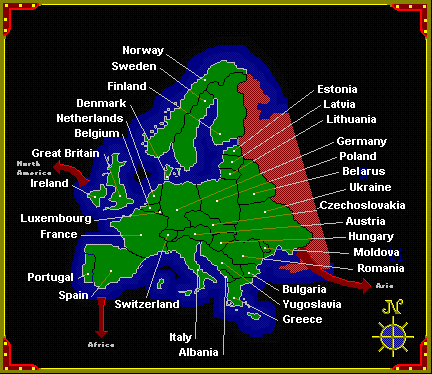 Norway
Sweden
Finland
Denmark
Netherlands
Belgium
Great Britain
North
America
Ireland
Luxembourg
France
Portugal
Spain
Switzerland
Africa
Italy
Albania
Estonia
Latvia
Lithuania
Germany
Poland
Belarus
Ukraine
Czechoslovakia
Austria
Hungary
Moldova
Romania
Asia
Bulgaria
Yugoslavia
Greece
N